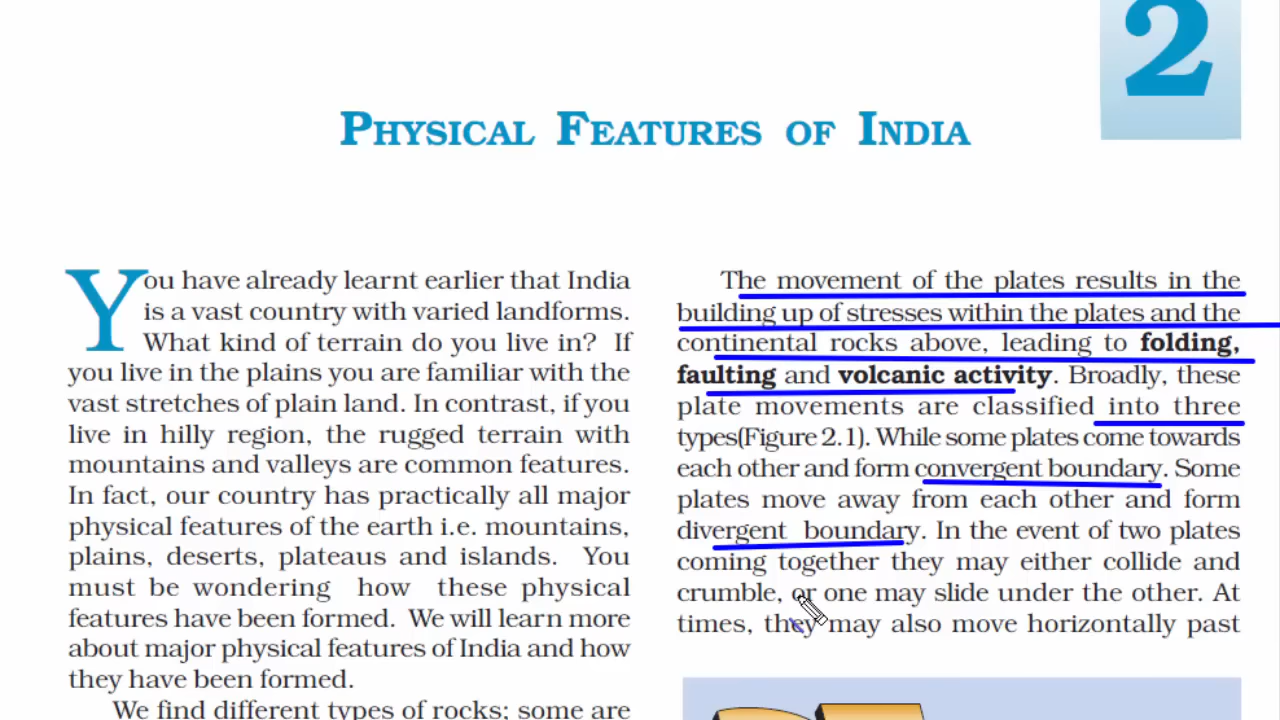 2
PHYSICAL FEATURES OF INDIA
You have already learnt earlier that India
is a vast country with varied landforms.
What kind of terrain do you live in? If
you live in the plains you are familiar with the
vast stretches of plain land. In contrast, if you
live in hilly region, the rugged terrain with
mountains and valleys are common features.
In fact, our country has practically all major
physical features of the earth i.e. mountains,
plains, deserts, plateaus and islands. You
must be wondering how these physical
features have been formed. We will learn more
about major physical features of India and how
they have been formed.
We find different types of rocks; some are
The movement of the plates results in the
building up of stresses within the plates and the
continental rocks above, leading to folding,
faulting and volcanic activity. Broadly, these
plate movements are classified into three
types(Figure 2.1). While some plates come towards
each other and form convergent boundary. Some
plates move away from each other and form
divergent boundary. In the event of two plates
coming together they may either collide and
crumble, or one may slide under the other. At
times, they may also move horizontally past